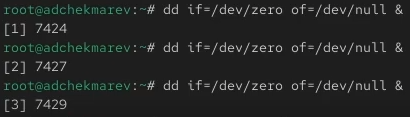 root@adchekmarev:~# dd if=/dev/zero of=/dev/null &
[1] 7424
root@adchekmarev:~# dd if=/dev/zero of=/dev/null &
[2] 7427
root@adchekmarev:~# dd if=/dev/zero of=/dev/null &
[3] 7429